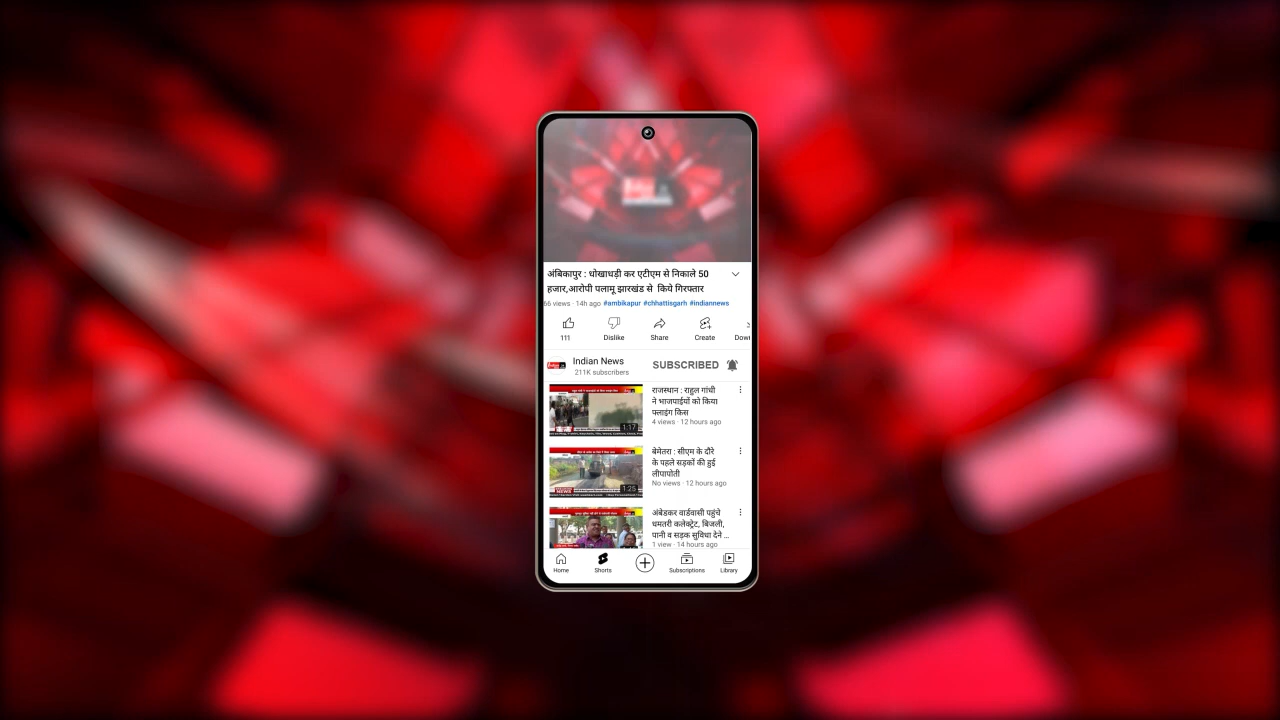 अंबिकापुर : धोखाधड़ी कर एटीएम से निकाले 50
हजार,आरोपी पलामू झारखंड से किये गिरफ्तार
66 views · 14h ago #ambikapur #chhattisgarh #indiannews
111
Dislike
Share
Create
Down
Indian News
211K subscribers
SUBSCRIBED
राजस्थान : राहुल गांधी
ने भाजपाईयों को किया
फ्लाइंग किस
4 views · 12 hours ago
1:17
बेमेतरा : सीएम के दौरे
के पहले सड़कों की हुई
लीपापोती
No views · 12 hours ago
1:25
अंबेडकर वार्डवासी पहुंचे
धमतरी कलेक्ट्रेट, बिजली,
पानी व सड़क सुविधा देने ...
1 view · 14 hours ago
Home
Shorts
Subscriptions
Library